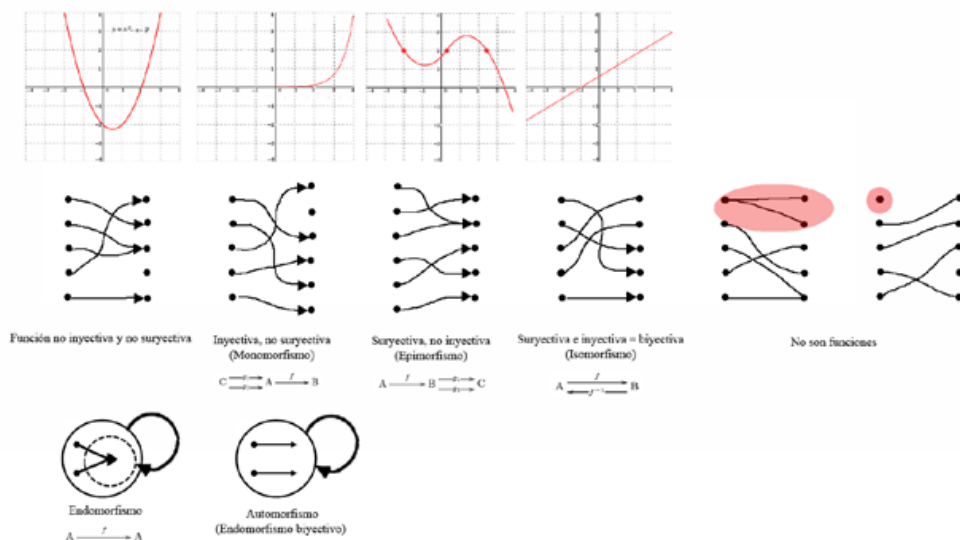 Función no inyectiva y no suryectiva
Inyectiva, no suryectiva
(Monomorfismo)
Suryectiva, no inyectiva
(Epimorfismo)
Suryectiva e inyectiva = biyectiva
(Isomorfismo)
No son funciones
C A f B
A f B C
A f B
f⁻¹
Endomorfismo
A f A
Automorfismo
(Endomorfismo biyectivo)